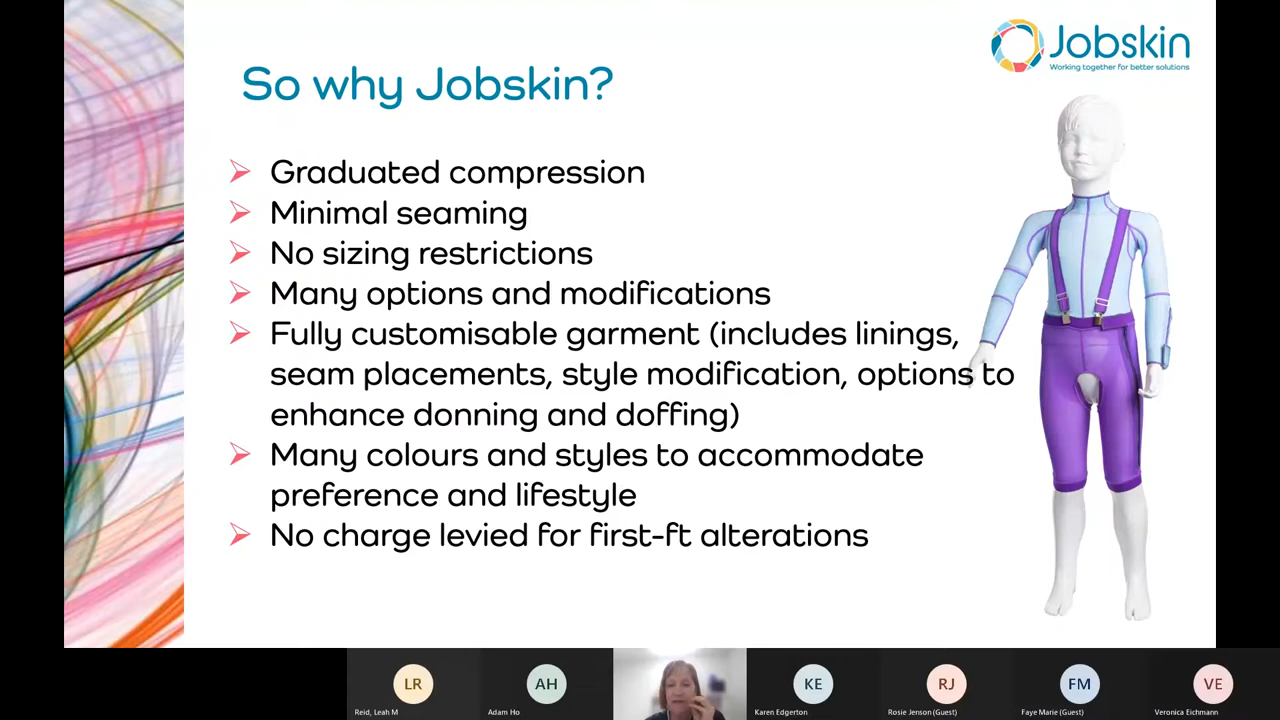 Jobskin
Working together for better solutions
So why Jobskin?
Graduated compression
Minimal seaming
No sizing restrictions
Many options and modifications
Fully customisable garment (includes linings,
seam placements, style modification, options to
enhance donning and doffing)
Many colours and styles to accommodate
preference and lifestyle
No charge levied for first-ft alterations
LR
AH
KE
RJ
FM
VE
Reid, Leah M
Adam Ho
Karen Edgerton
Rosie Jenson (Guest)
Faye Marie (Guest)
Veronica Eichmann